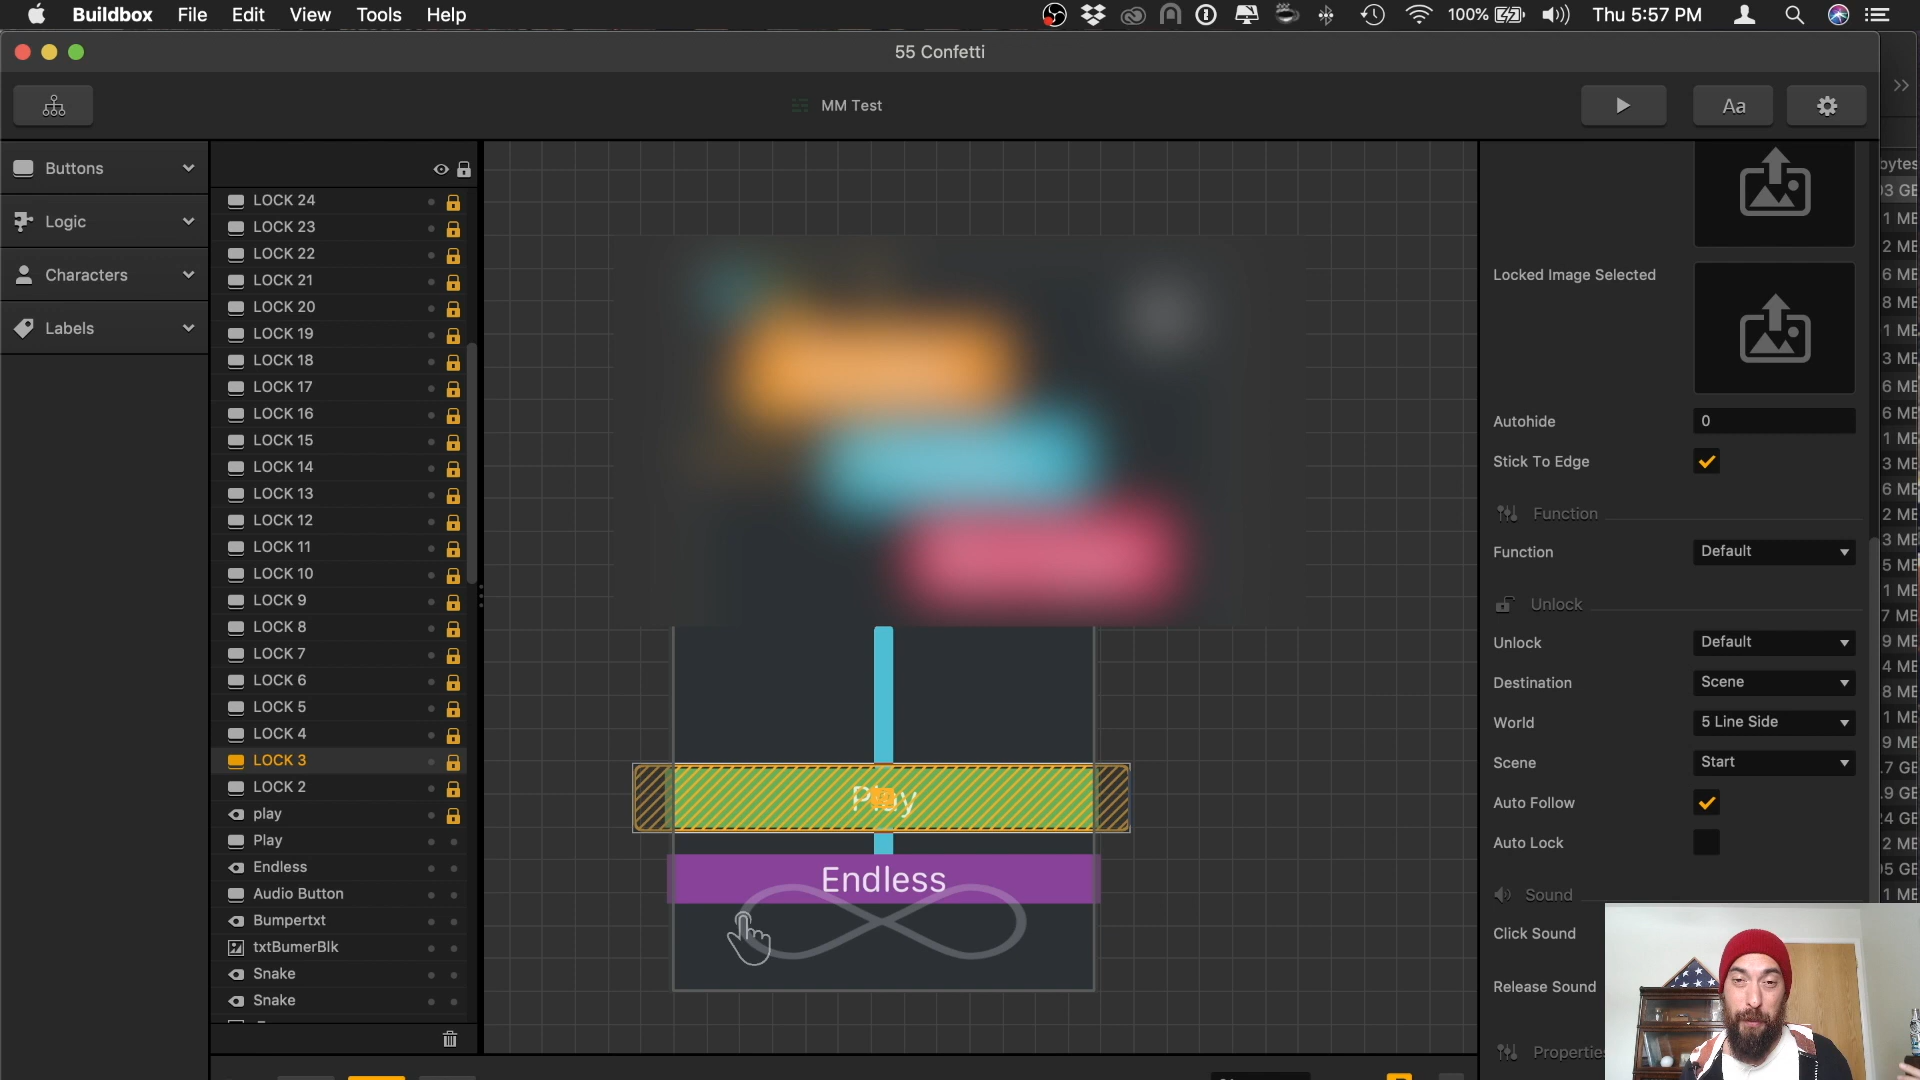 Buildbox File Edit View Tools Help
100% Thu 5:57 PM
55 Confetti
MM Test
Aa
Buttons
Logic
Characters
Labels
LOCK 24
LOCK 23
LOCK 22
LOCK 21
LOCK 20
LOCK 19
LOCK 18
LOCK 17
LOCK 16
LOCK 15
LOCK 14
LOCK 13
LOCK 12
LOCK 11
LOCK 10
LOCK 9
LOCK 8
LOCK 7
LOCK 6
LOCK 5
LOCK 4
LOCK 3
LOCK 2
play
Play
Endless
Audio Button
Bumpertxt
txtBumerBlk
Snake
Snake
Play
Endless
Locked Image Selected
Autohide 0
Stick To Edge
Function
Function Default
Unlock
Unlock Default
Destination Scene
World 5 Line Side
Scene Start
Auto Follow
Auto Lock
Sound
Click Sound
Release Sound